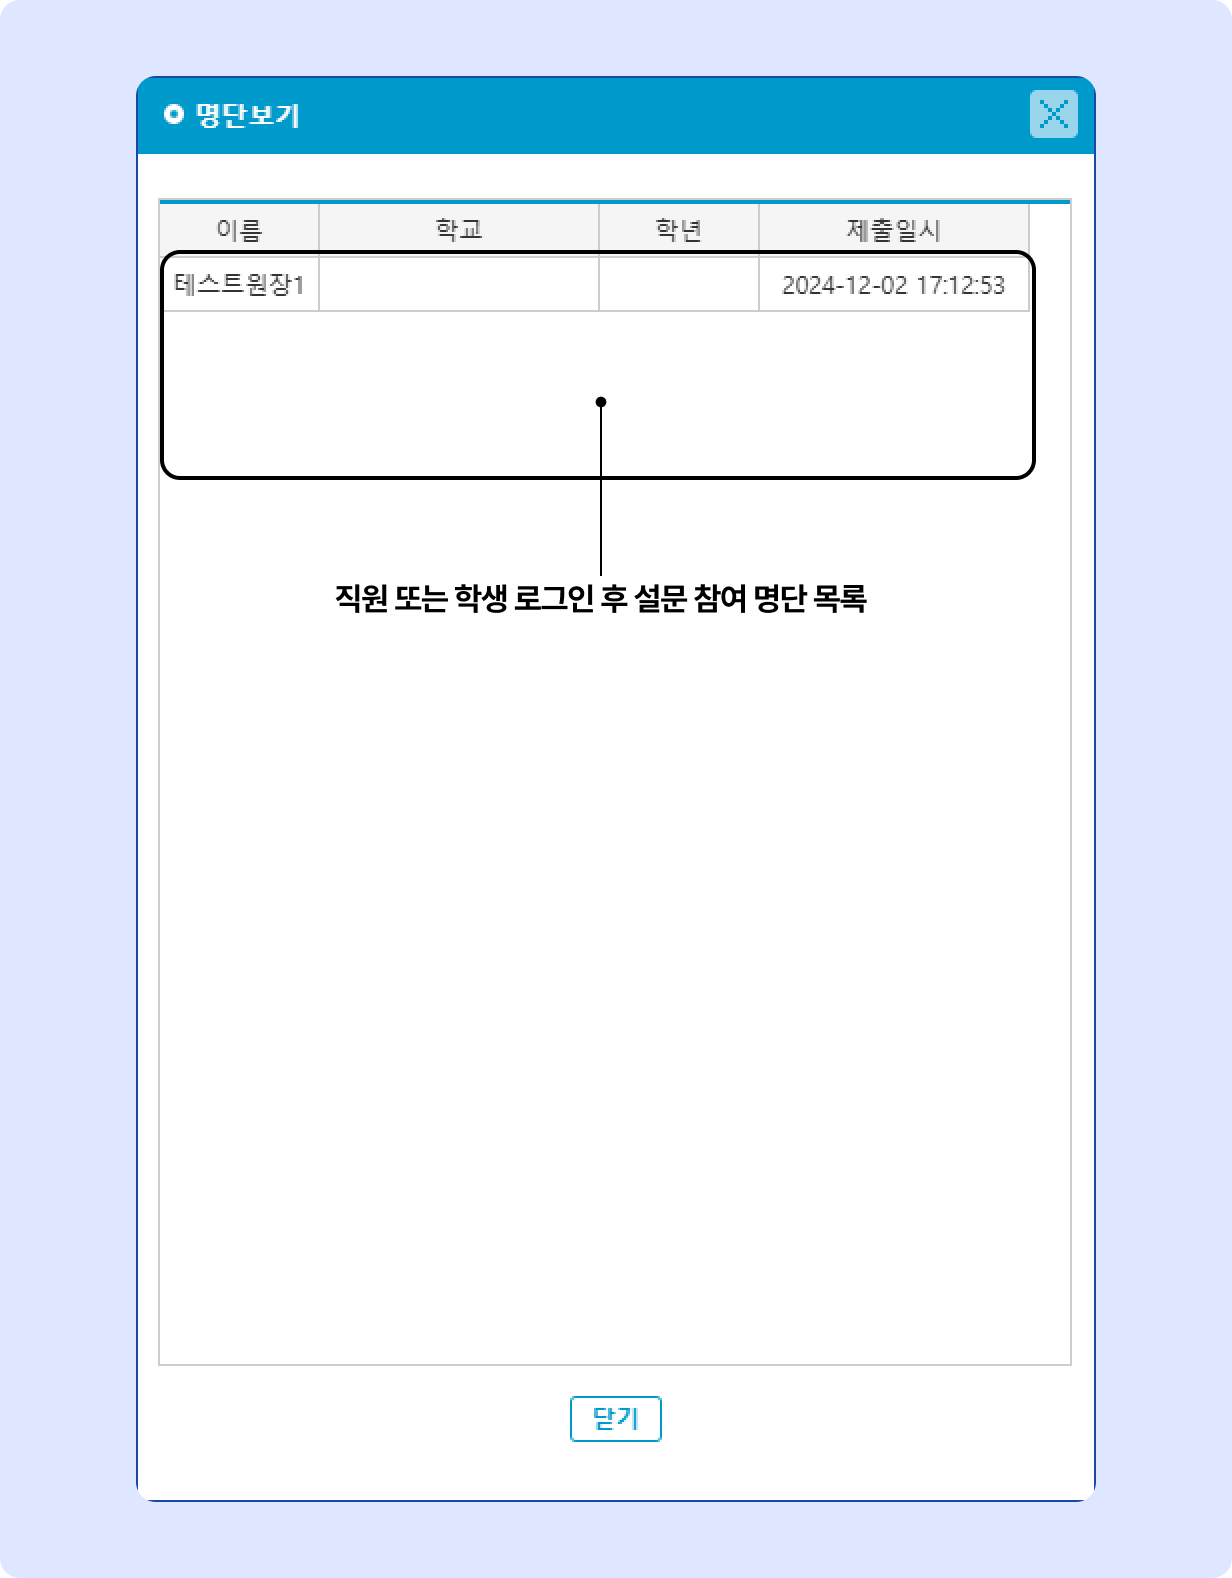 명단보기
이름 학교 학년 제출일시
테스트원장1 2024-12-02 17:12:53
직원 또는 학생 로그인 후 설문 참여 명단 목록
닫기